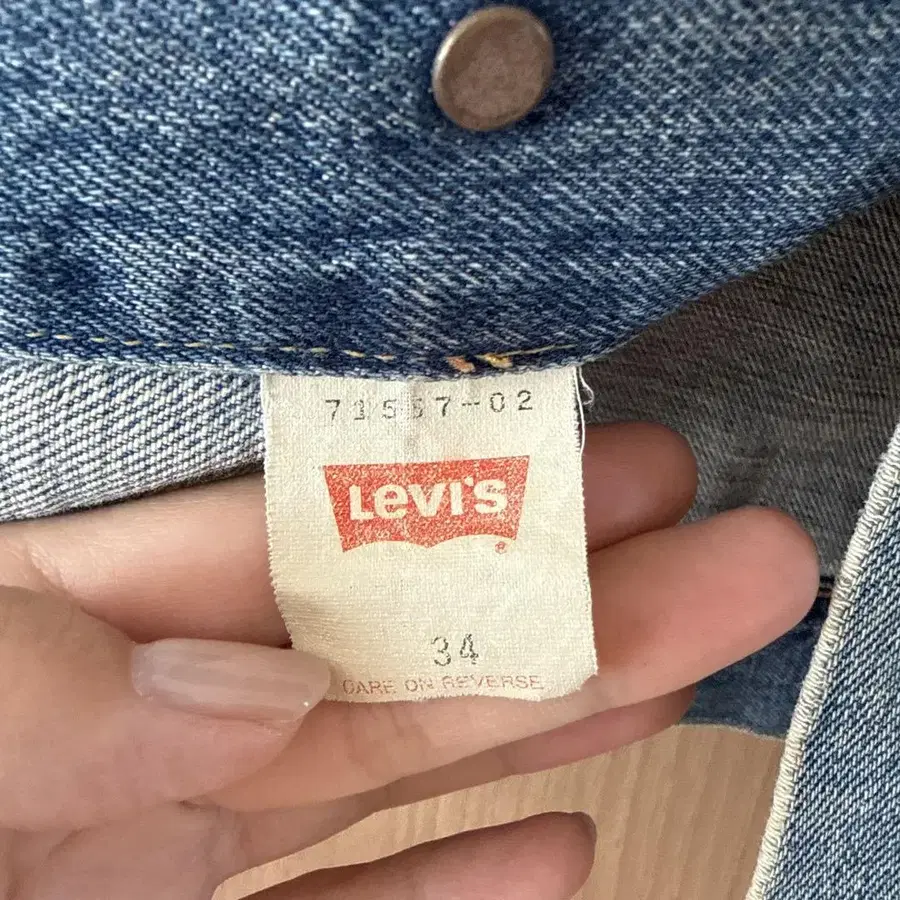 71557-02
LEVI'S
®
34
CARE ON REVERSE